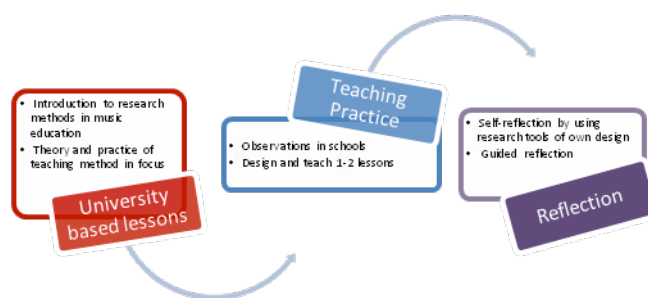 • Introduction to research
methods in music
education
• Theory and practice of
teaching method in focus
University
based lessons
Teaching
Practice
• Observations in schools
• Design and teach 1-2 lessons
• Self-reflection by using
research tools of own design
• Guided reflection
Reflection